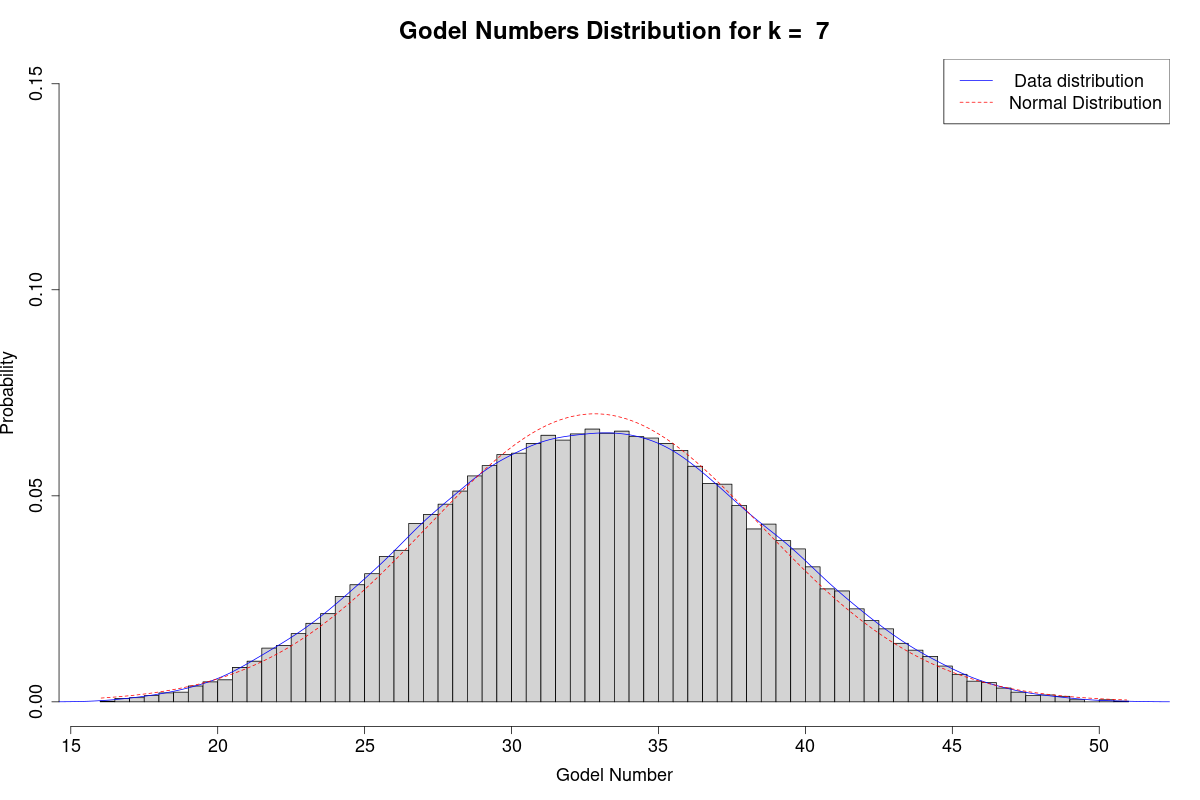 Godel Numbers Distribution for k =  7
Data distribution
Normal Distribution
Probability
0.15
0.10
0.05
0.00
15 20 25 30 35 40 45 50
Godel Number